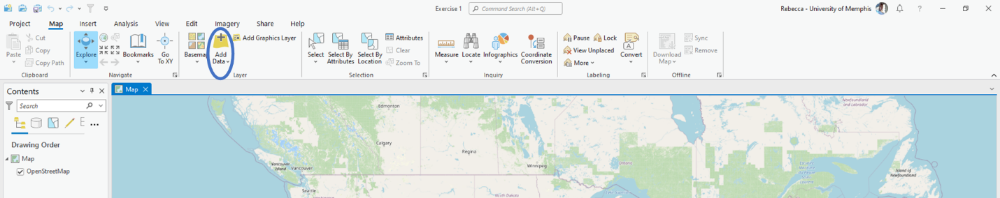 Exercise 1
Command Search (Alt+Q)
Rebecca - University of Memphis
?
Project Map Insert Analysis View Edit Imagery Share Help
Paste
Cut
Copy
Copy Path
Clipboard
Explore
Bookmarks
Go
To XY
Navigate
Basemap
Add
Data
Add Graphics Layer
Layer
Select
Select By
Attributes
Select By
Location
Attributes
Clear
Zoom To
Selection
Measure
Locate
Infographics
Coordinate
Conversion
Inquiry
Pause
Lock
View Unplaced
More
A
Convert
Labeling
Download
Map
Sync
Remove
Offline
Contents
Search
Drawing Order
Map
OpenStreetMap
Map
Edmonton
Calgary
Regina
Winnipeg
Vancouver
Island
Vancouver
Seattle
North Dakota
Ontario
Newfoundland
and Labrador
Island of
Newfoundland